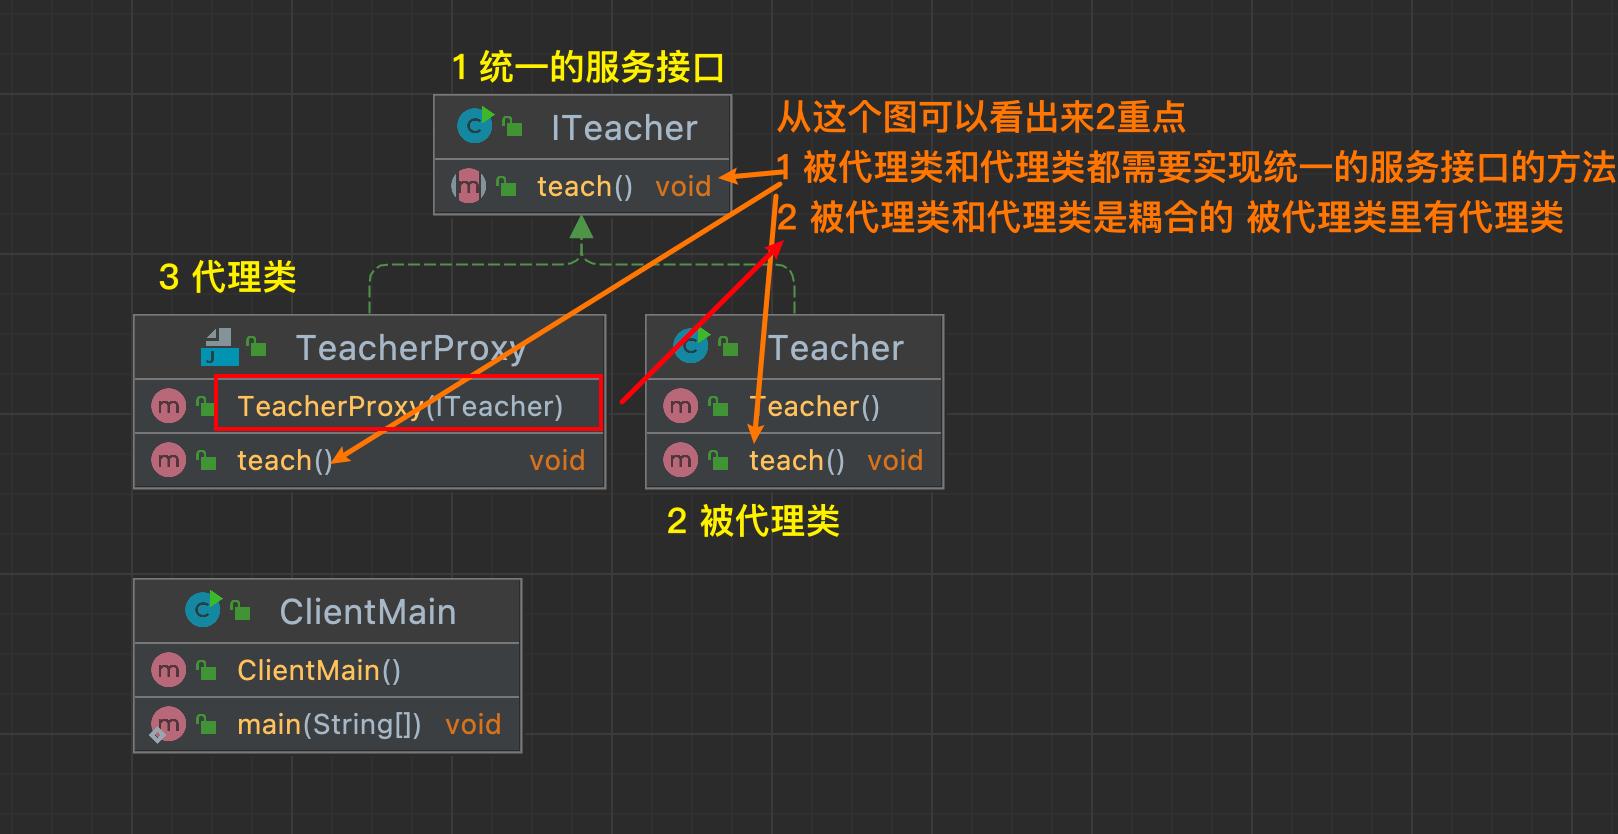 1 统一的服务接口
ITeacher
teach() void
从这个图可以看出来2重点
1 被代理类和代理类都需要实现统一的服务接口的方法
2 被代理类和代理类是耦合的 被代理类里有代理类
3 代理类
TeacherProxy
TeacherProxy(ITeacher)
teach() void
Teacher
Teacher()
teach() void
2 被代理类
ClientMain
ClientMain()
main(String[]) void